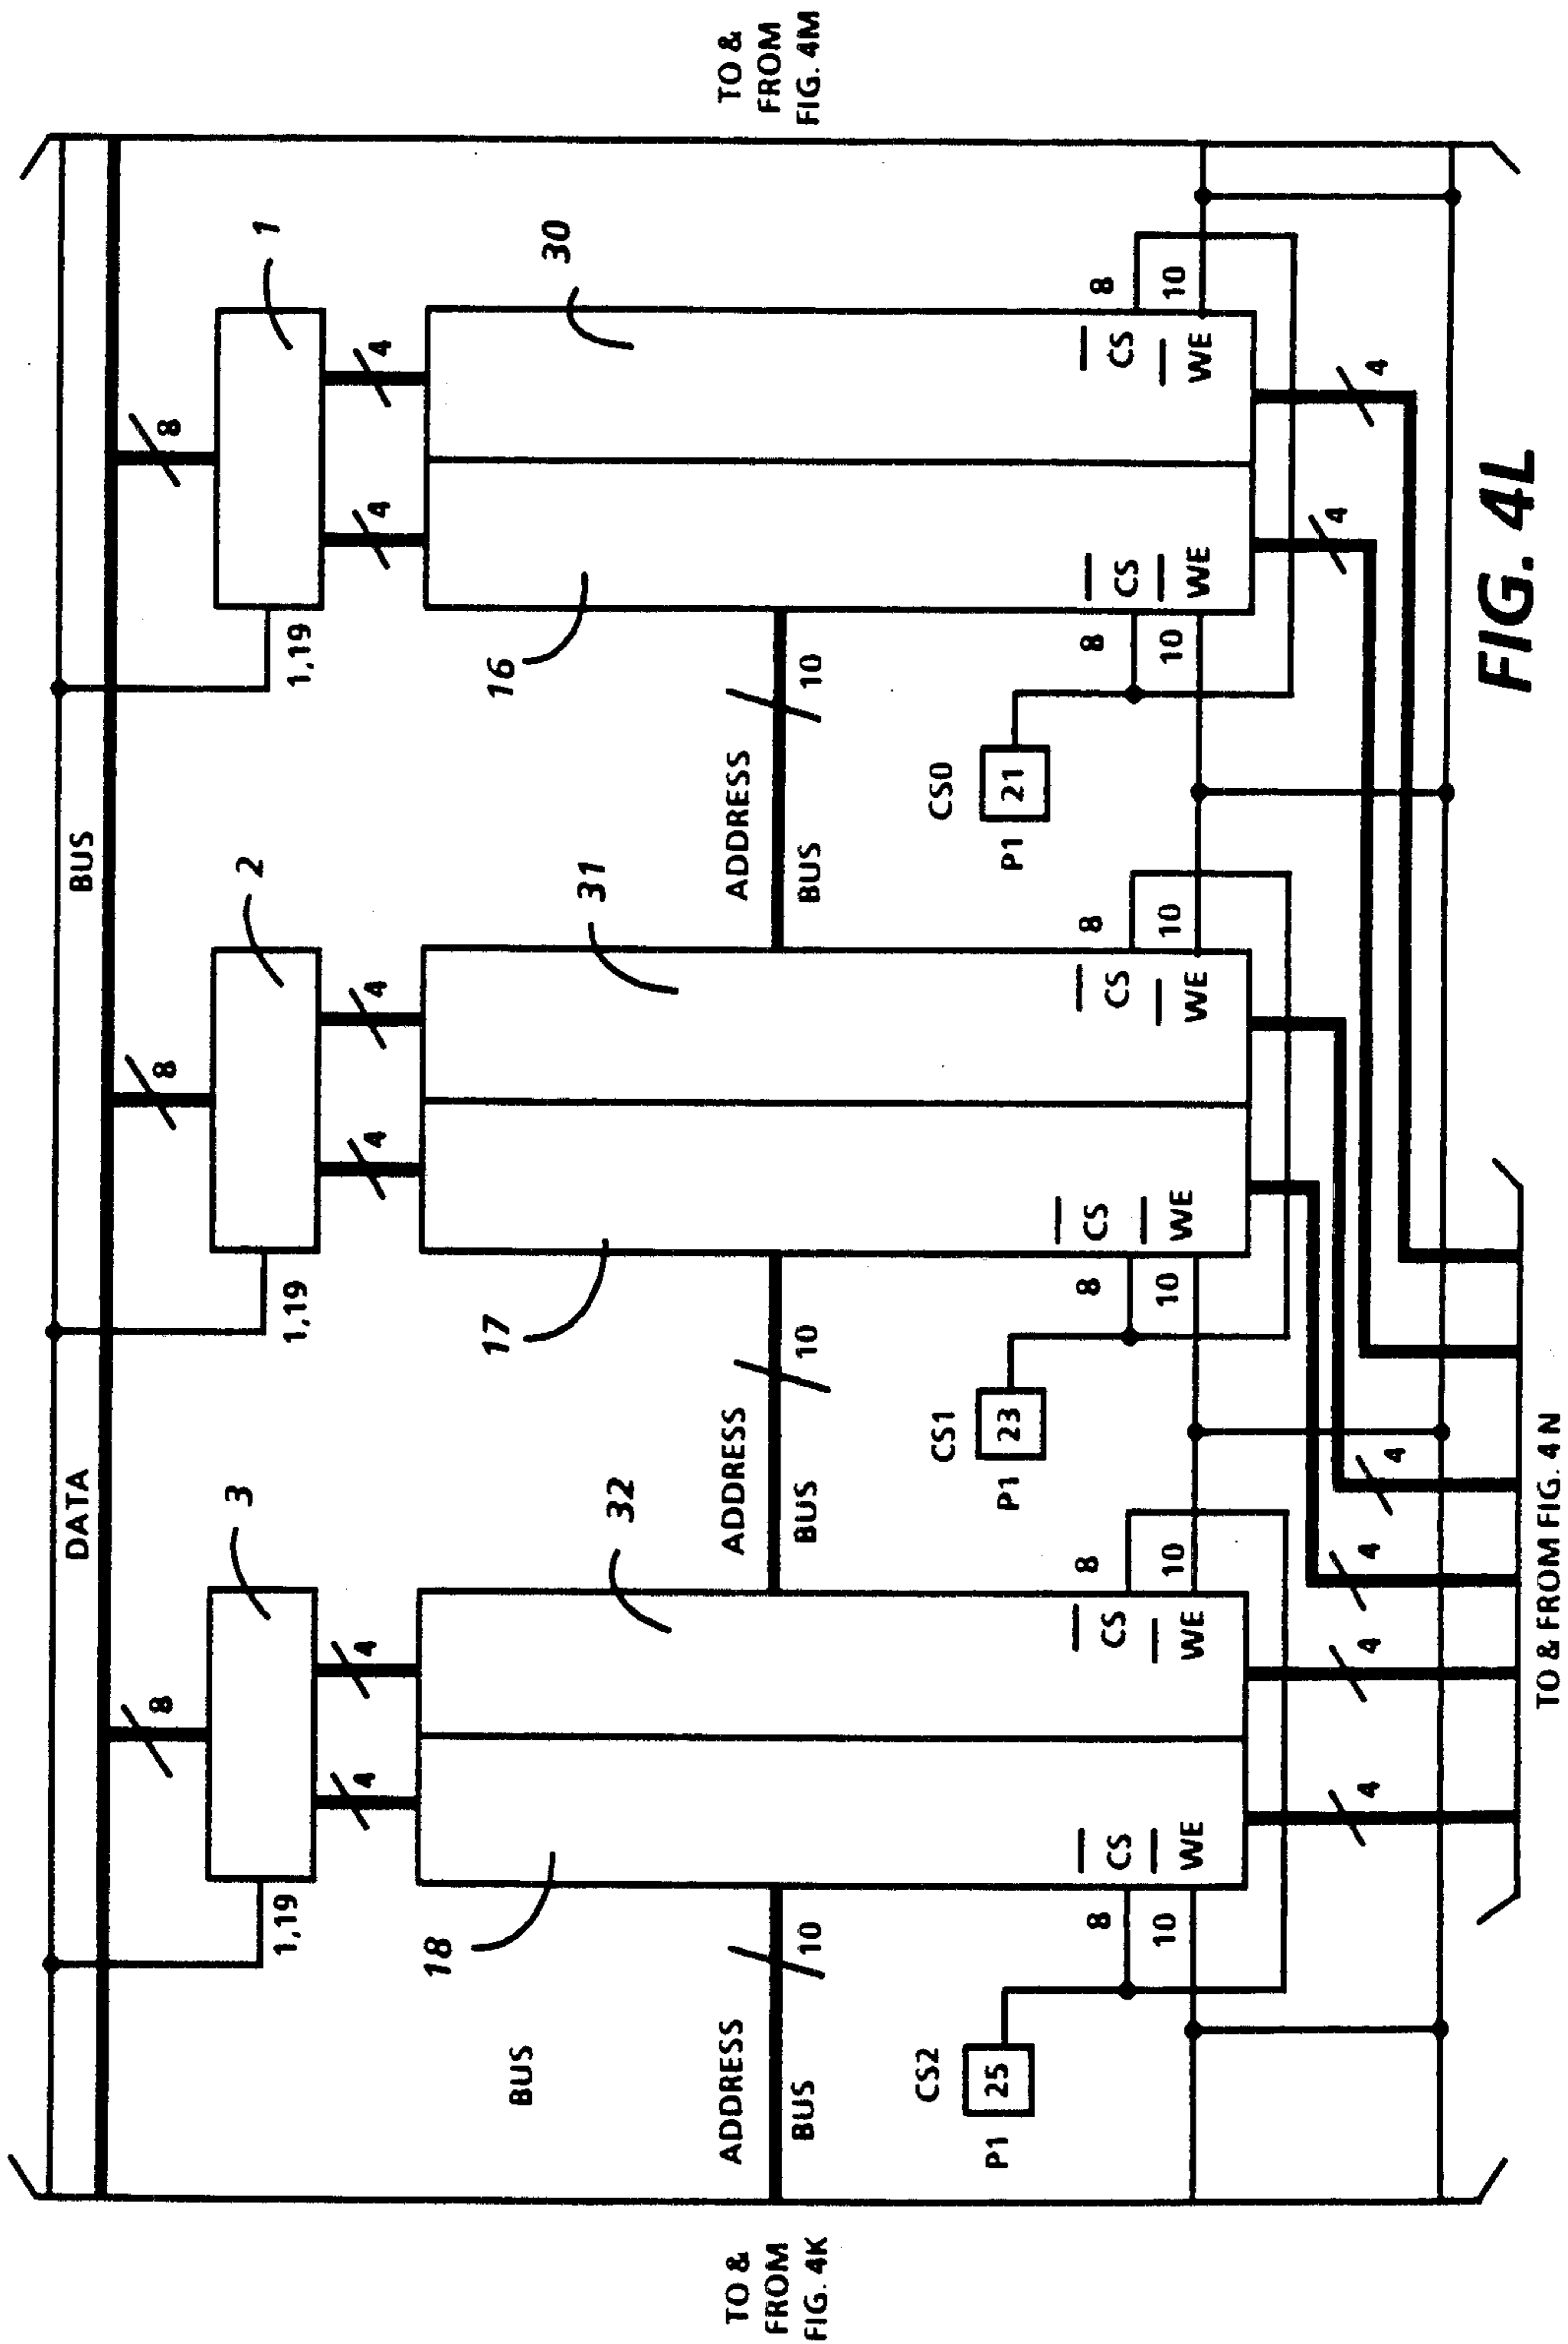 DATA BUS
8 8 8
3 2 1
1,19 1,19 1,19
4 4 4 4 4 4
18 32 17 31 16 30
BUS
TO &
FROM
FIG. 4K
ADDRESS
BUS
10
ADDRESS
BUS
10
ADDRESS
BUS
10
TO &
FROM
FIG. 4M
CS2
P1 25
8 CS CS 8
10 WE WE 10
CS1
P1 23
8 CS CS 8
10 WE WE 10
CS0
P1 21
8 CS CS 8
10 WE WE 10
4 4 4 4 4 4
TO & FROM FIG. 4N
FIG. 4L